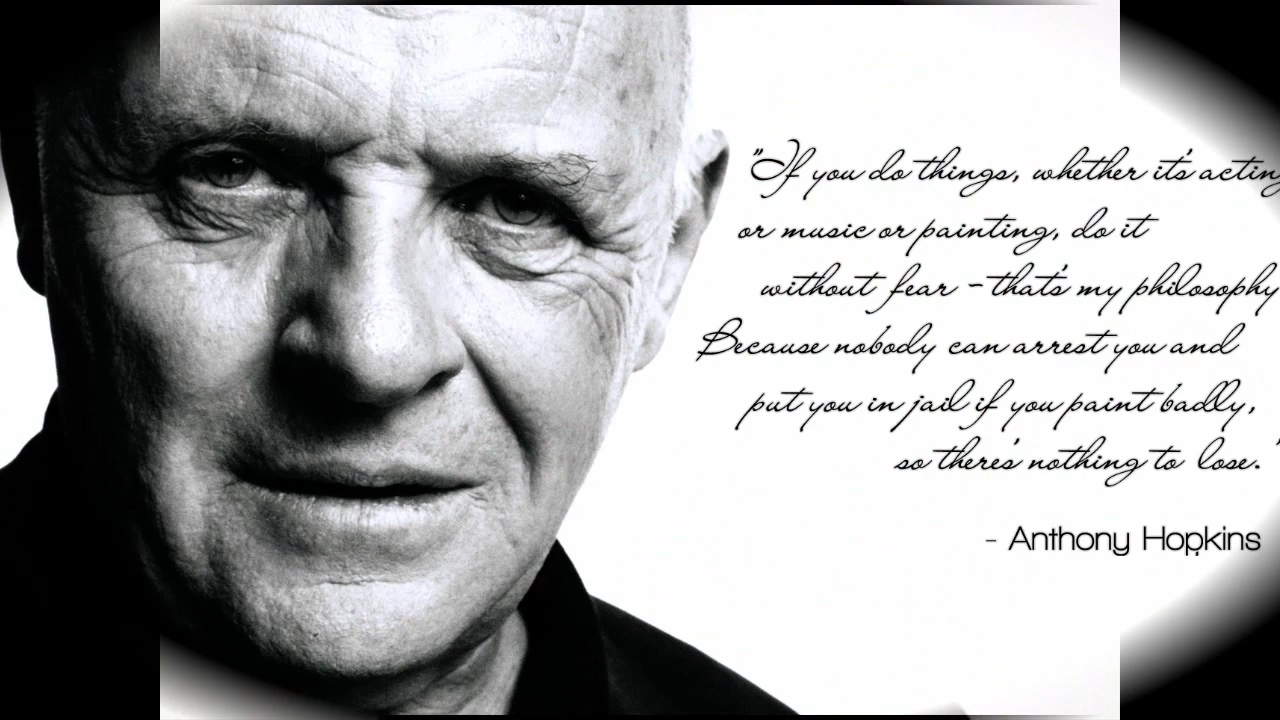 "If you do things, whether it's acting
or music or painting, do it
without fear - that's my philosophy
Because nobody can arrest you and
put you in jail if you paint badly,
so there's nothing to lose."
- Anthony Hopkins